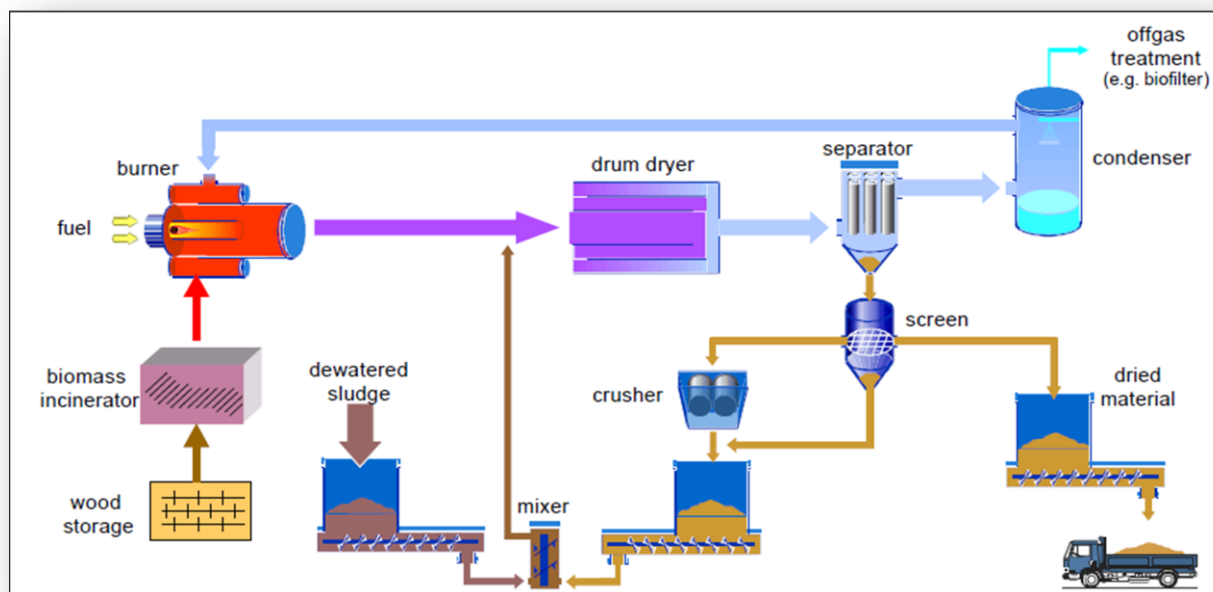 offgas
treatment
(e.g. biofilter)
burner
drum dryer
separator
condenser
fuel
screen
biomass
incinerator
dewatered
sludge
crusher
dried
material
wood
storage
mixer